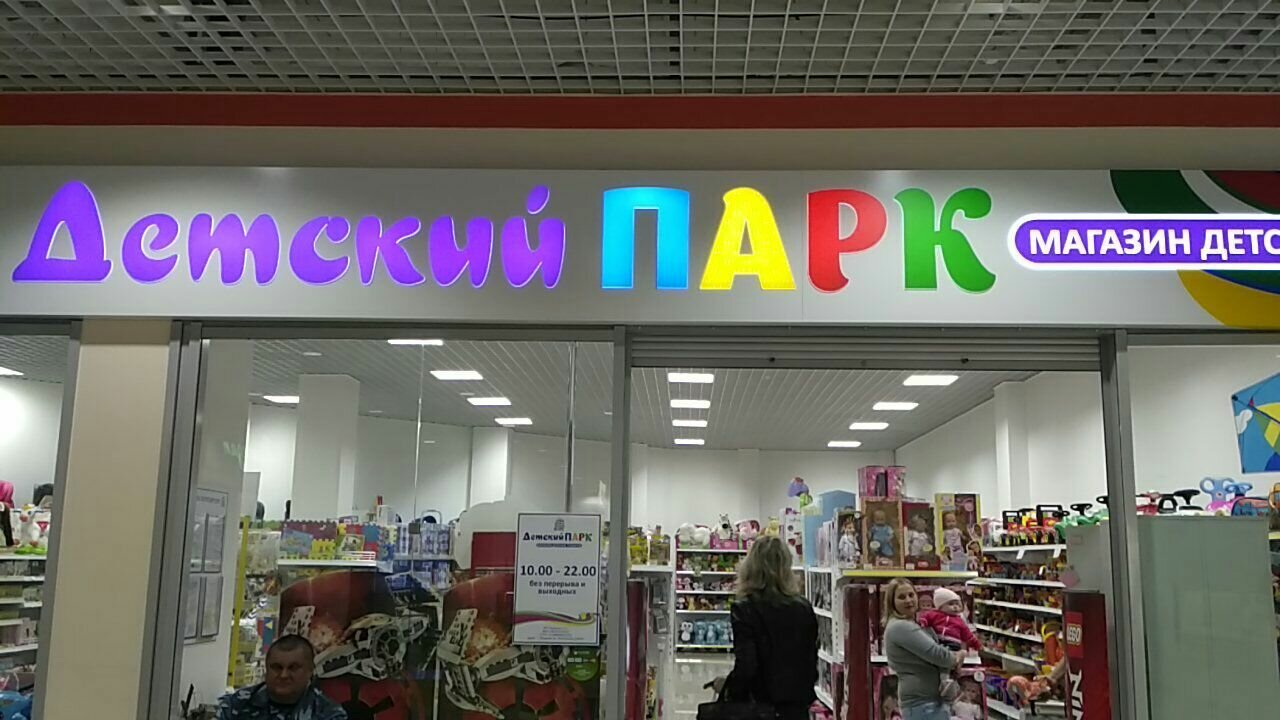 Детский ПАРК
МАГАЗИН ДЕТС
ДетскийПАРК
10.00 - 22.00
без перерыва и
выходных
LEGO